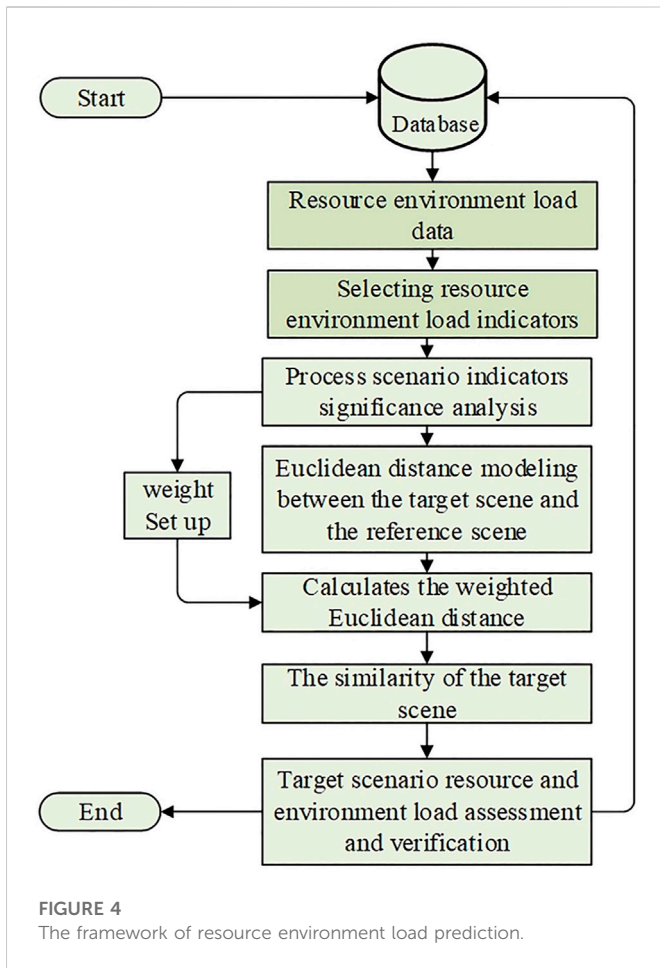 Start
Database
Resource environment load
data
Selecting resource
environment load indicators
Process scenario indicators
significance analysis
weight
Set up
Euclidean distance modeling
between the target scene and
the reference scene
Calculates the weighted
Euclidean distance
The similarity of the target
scene
Target scenario resource and
environment load assessment
and verification
End
FIGURE 4
The framework of resource environment load prediction.